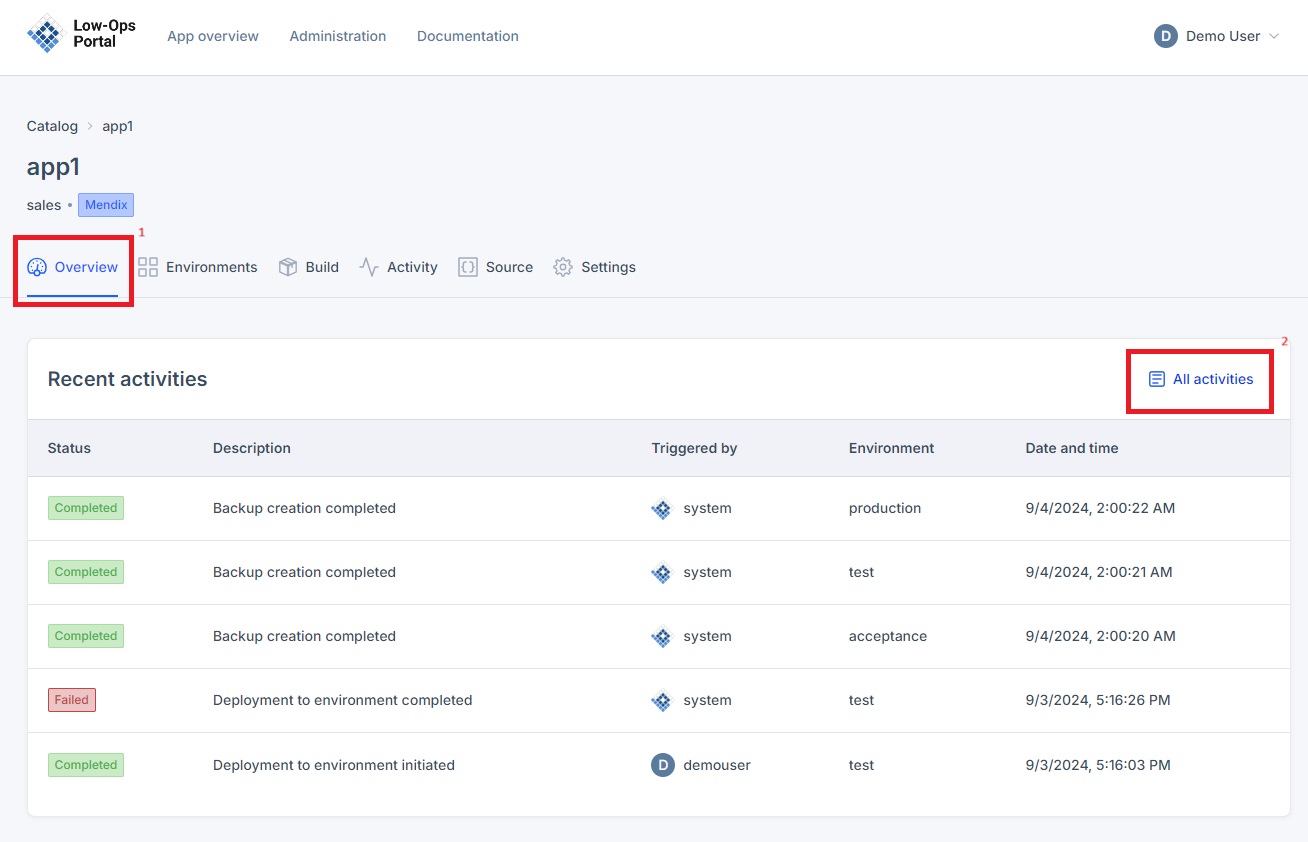 Low-Ops
Portal
App overview Administration Documentation
D Demo User
Catalog > app1
app1
sales • Mendix
1
Overview Environments Build Activity Source Settings
2
Recent activities All activities
Status Description Triggered by Environment Date and time
Completed Backup creation completed system production 9/4/2024, 2:00:22 AM
Completed Backup creation completed system test 9/4/2024, 2:00:21 AM
Completed Backup creation completed system acceptance 9/4/2024, 2:00:20 AM
Failed Deployment to environment completed system test 9/3/2024, 5:16:26 PM
Completed Deployment to environment initiated D demouser test 9/3/2024, 5:16:03 PM